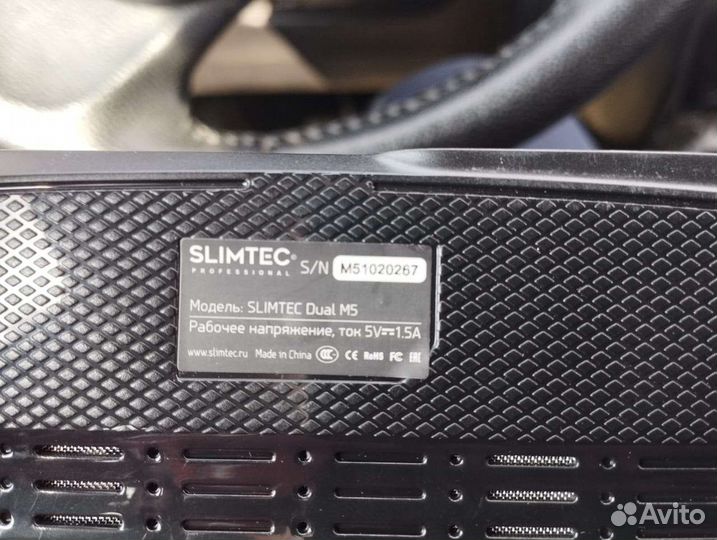 SLIMTEC®
PROFESSIONAL
S/N M51020267
Модель: SLIMTEC Dual M5
Рабочее напряжение, ток 5V⎓1.5A
www.slimtec.ru Made in China CCC CE RoHS FC EAC
Avito